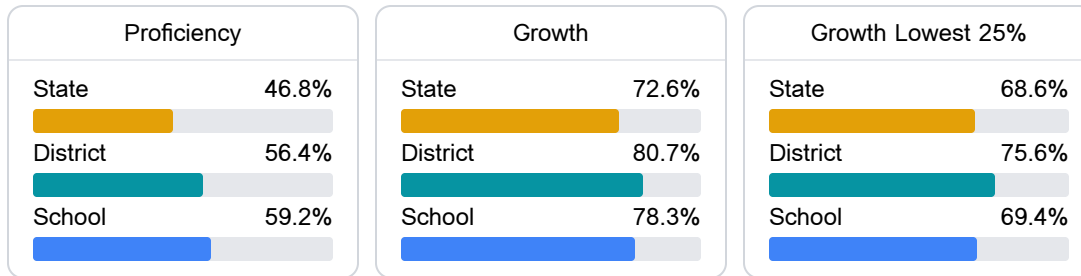 Proficiency
State 46.8%
District 56.4%
School 59.2%
Growth
State 72.6%
District 80.7%
School 78.3%
Growth Lowest 25%
State 68.6%
District 75.6%
School 69.4%